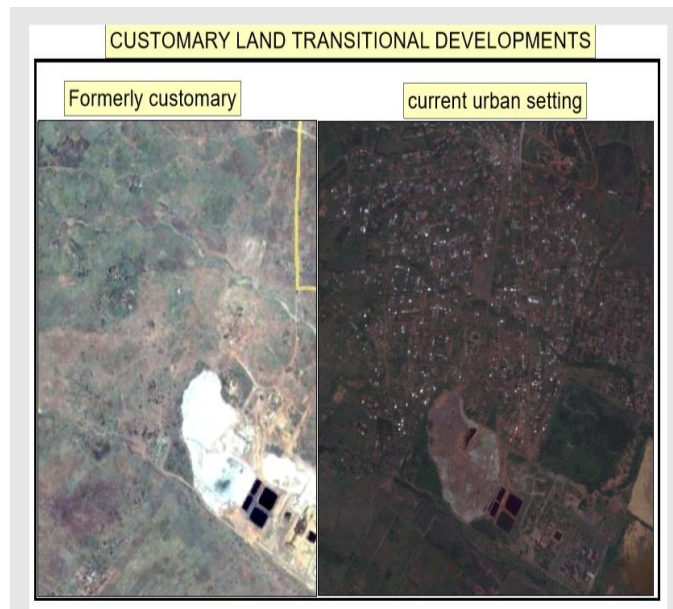 CUSTOMARY LAND TRANSITIONAL DEVELOPMENTS
Formerly customary
current urban setting